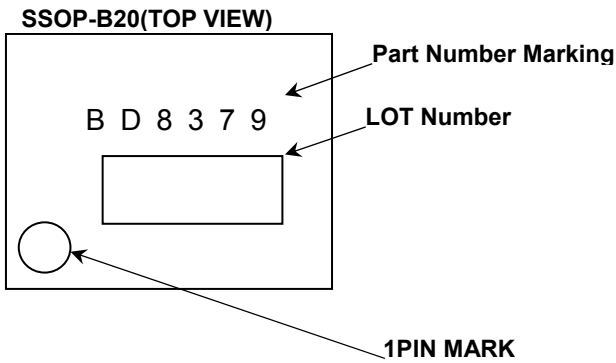 SSOP-B20(TOP VIEW)
Part Number Marking
B D 8 3 7 9
LOT Number
1PIN MARK